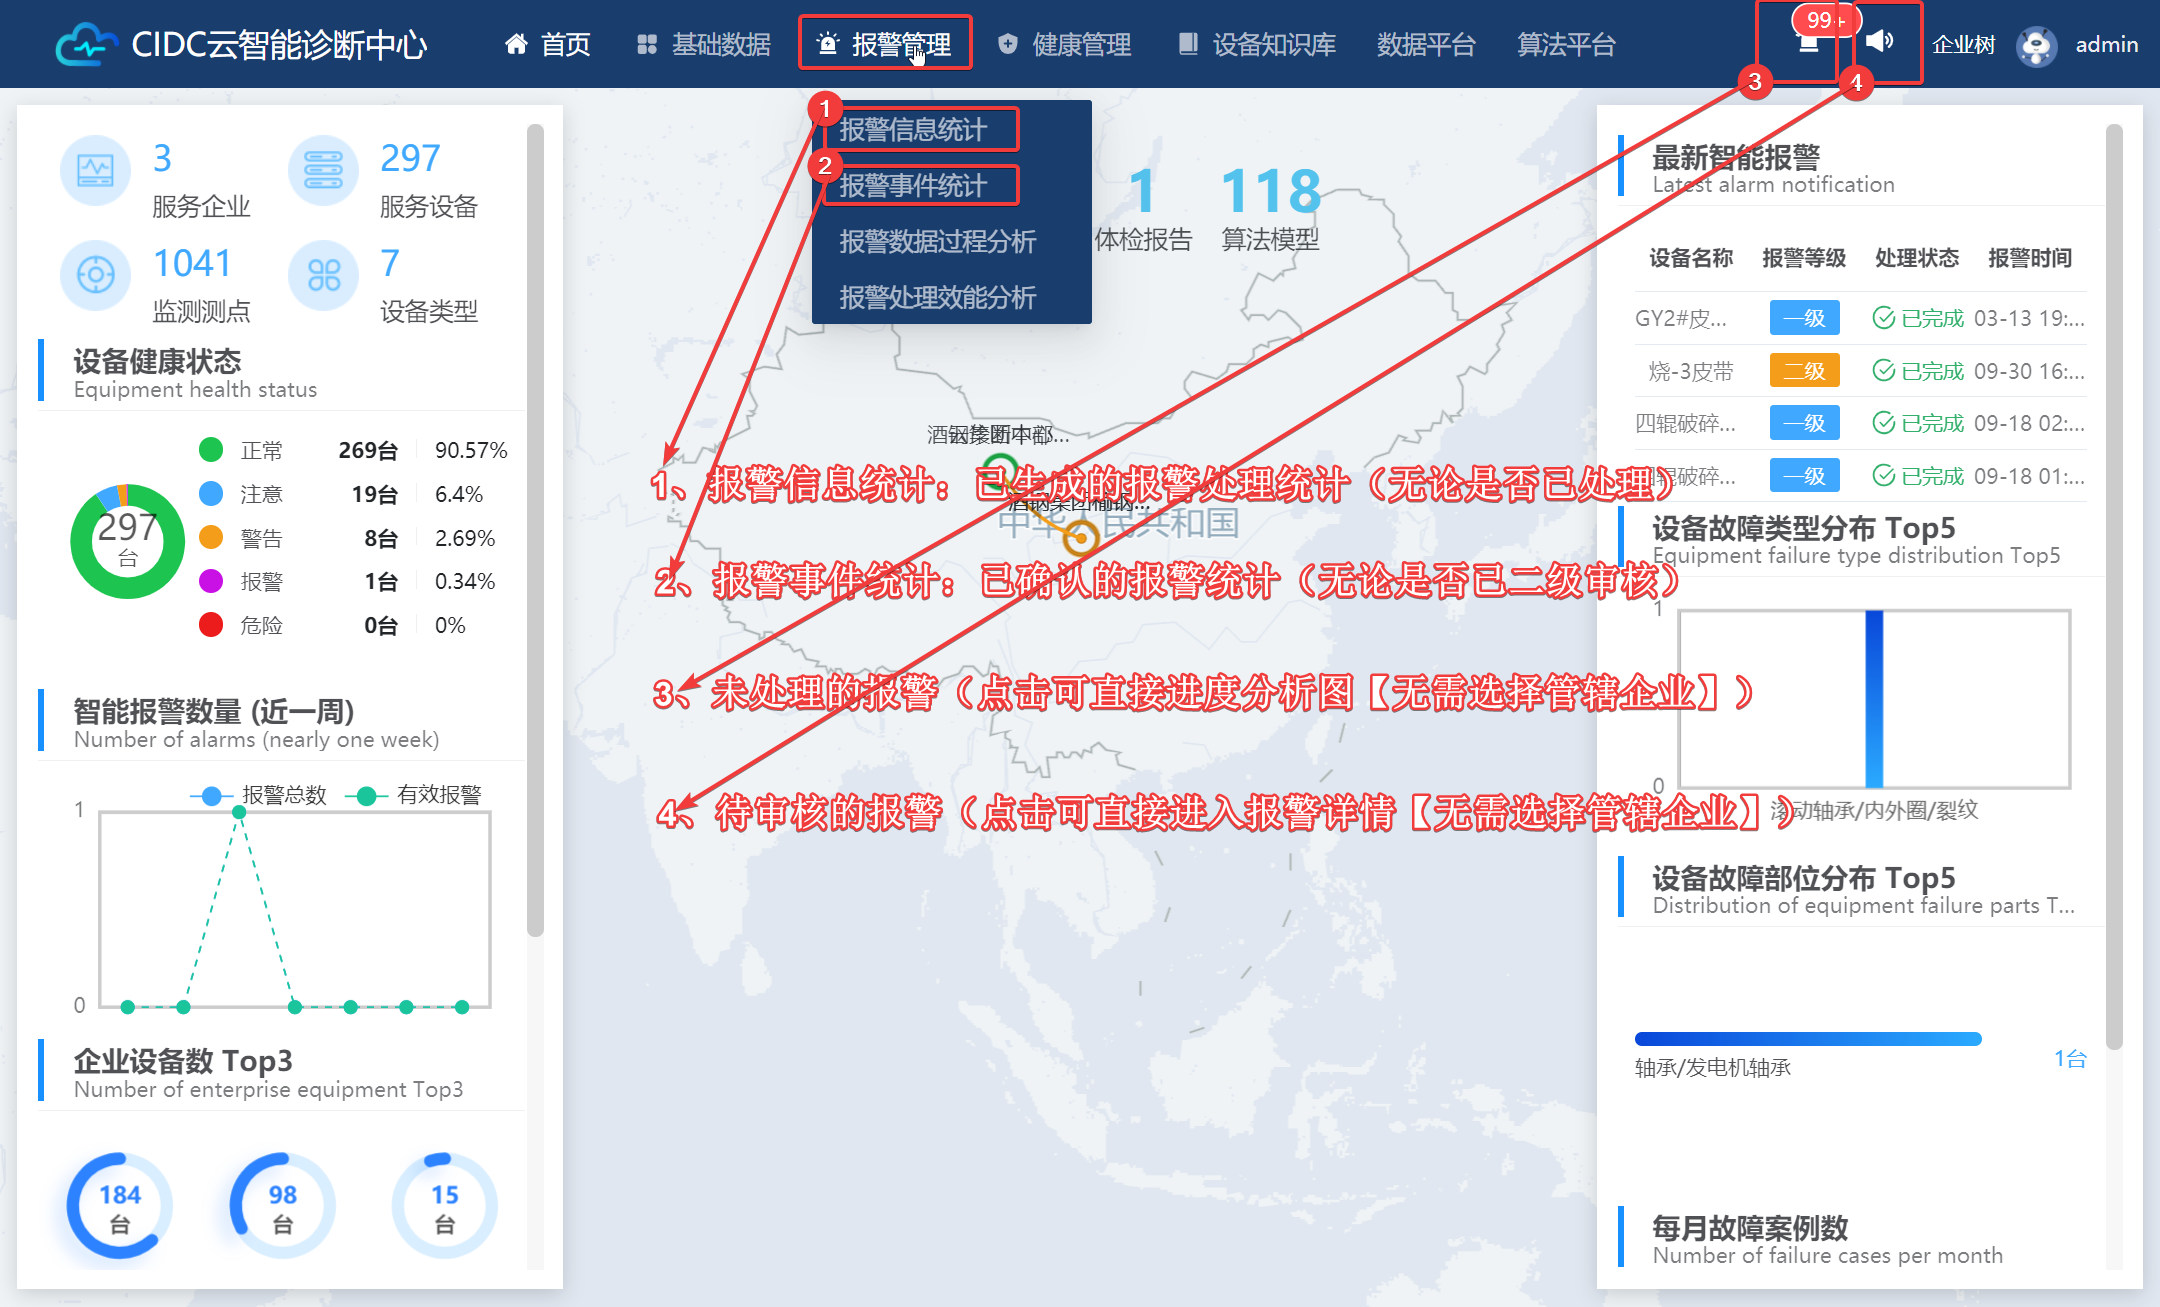 CIDC云智能诊断中心
首页
基础数据
报警管理
健康管理
设备知识库
数据平台
算法平台
99+
企业树
admin
3
4
1
报警信息统计
2
报警事件统计
报警数据过程分析
报警处理效能分析
3
服务企业
297
服务设备
1041
监测测点
7
设备类型
设备健康状态
Equipment health status
297
台
正常 269台 90.57%
注意 19台 6.4%
警告 8台 2.69%
报警 1台 0.34%
危险 0台 0%
智能报警数量 (近一周)
Number of alarms (nearly one week)
报警总数
有效报警
1
0
企业设备数 Top3
Number of enterprise equipment Top3
184
台
98
台
15
台
1
体检报告
118
算法模型
酒钢集团榆钢...
中华人民共和国
1、报警信息统计：已生成的报警处理统计（无论是否已处理）
2、报警事件统计：已确认的报警统计（无论是否已二级审核）
3、未处理的报警（点击可直接进度分析图【无需选择管辖企业】）
4、待审核的报警（点击可直接进入报警详情【无需选择管辖企业】）
最新智能报警
Latest alarm notification
设备名称 报警等级 处理状态 报警时间
GY2#皮... 一级 已完成 03-13 19:...
烧-3皮带 二级 已完成 09-30 16:...
四辊破碎... 一级 已完成 09-18 02:...
四辊破碎... 一级 已完成 09-18 01:...
设备故障类型分布 Top5
Equipment failure type distribution Top5
1
0
滚动轴承/内外圈/裂纹
设备故障部位分布 Top5
Distribution of equipment failure parts T...
轴承/发电机轴承
1台
每月故障案例数
Number of failure cases per month